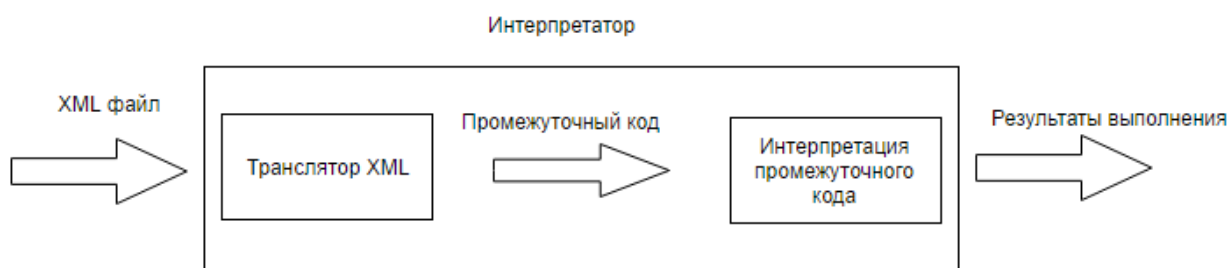 Интерпретатор
XML файл
Транслятор XML
Промежуточный код
Интерпретация
промежуточного
кода
Результаты выполнения